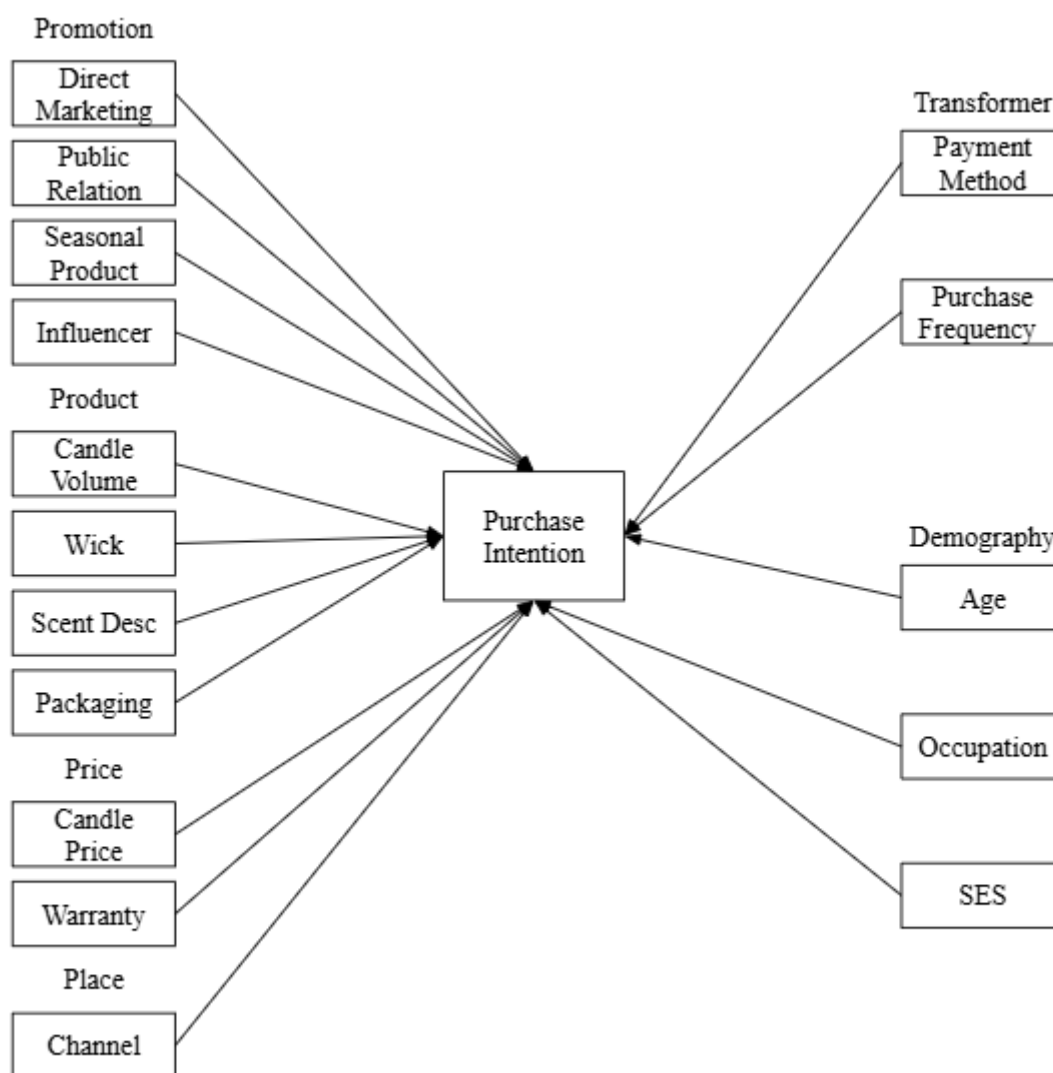 Promotion
Direct
Marketing
Public
Relation
Seasonal
Product
Influencer
Product
Candle
Volume
Wick
Scent Desc
Packaging
Price
Candle
Price
Warranty
Place
Channel
Purchase
Intention
Transformer
Payment
Method
Purchase
Frequency
Demography
Age
Occupation
SES